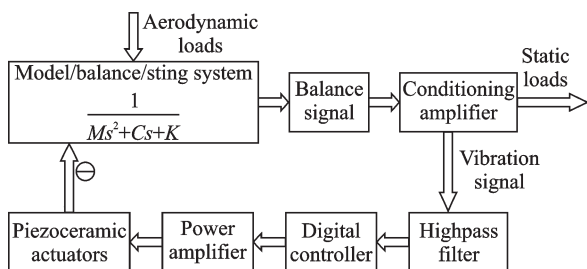 Aerodynamic
loads
Model/balance/sting system
1
Ms²+Cs+K
Balance
signal
Conditioning
amplifier
Static
loads
Vibration
signal
Piezoceramic
actuators
Power
amplifier
Digital
controller
Highpass
filter